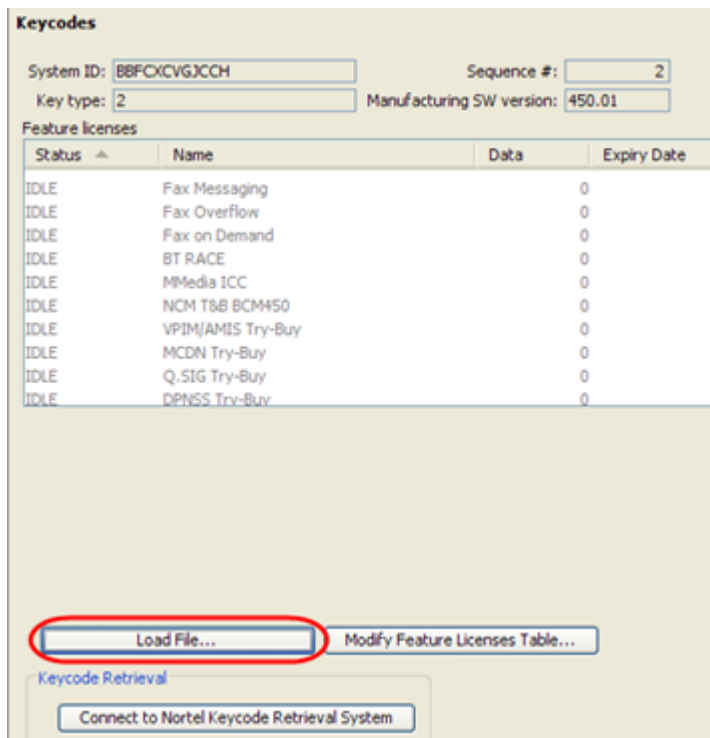 Keycodes
System ID: BBFCXCVGJCCH Sequence #: 2
Key type: 2 Manufacturing SW version: 450.01
Feature licenses
Status Name Data Expiry Date
IDLE Fax Messaging 0
IDLE Fax Overflow 0
IDLE Fax on Demand 0
IDLE BT RACE 0
IDLE MMedia ICC 0
IDLE NCM T&B BCM450 0
IDLE VPIM/AMIS Try-Buy 0
IDLE MCDN Try-Buy 0
IDLE Q.SIG Try-Buy 0
IDLE DPNSS Try-Buy 0
Load File... Modify Feature Licenses Table...
Keycode Retrieval
Connect to Nortel Keycode Retrieval System